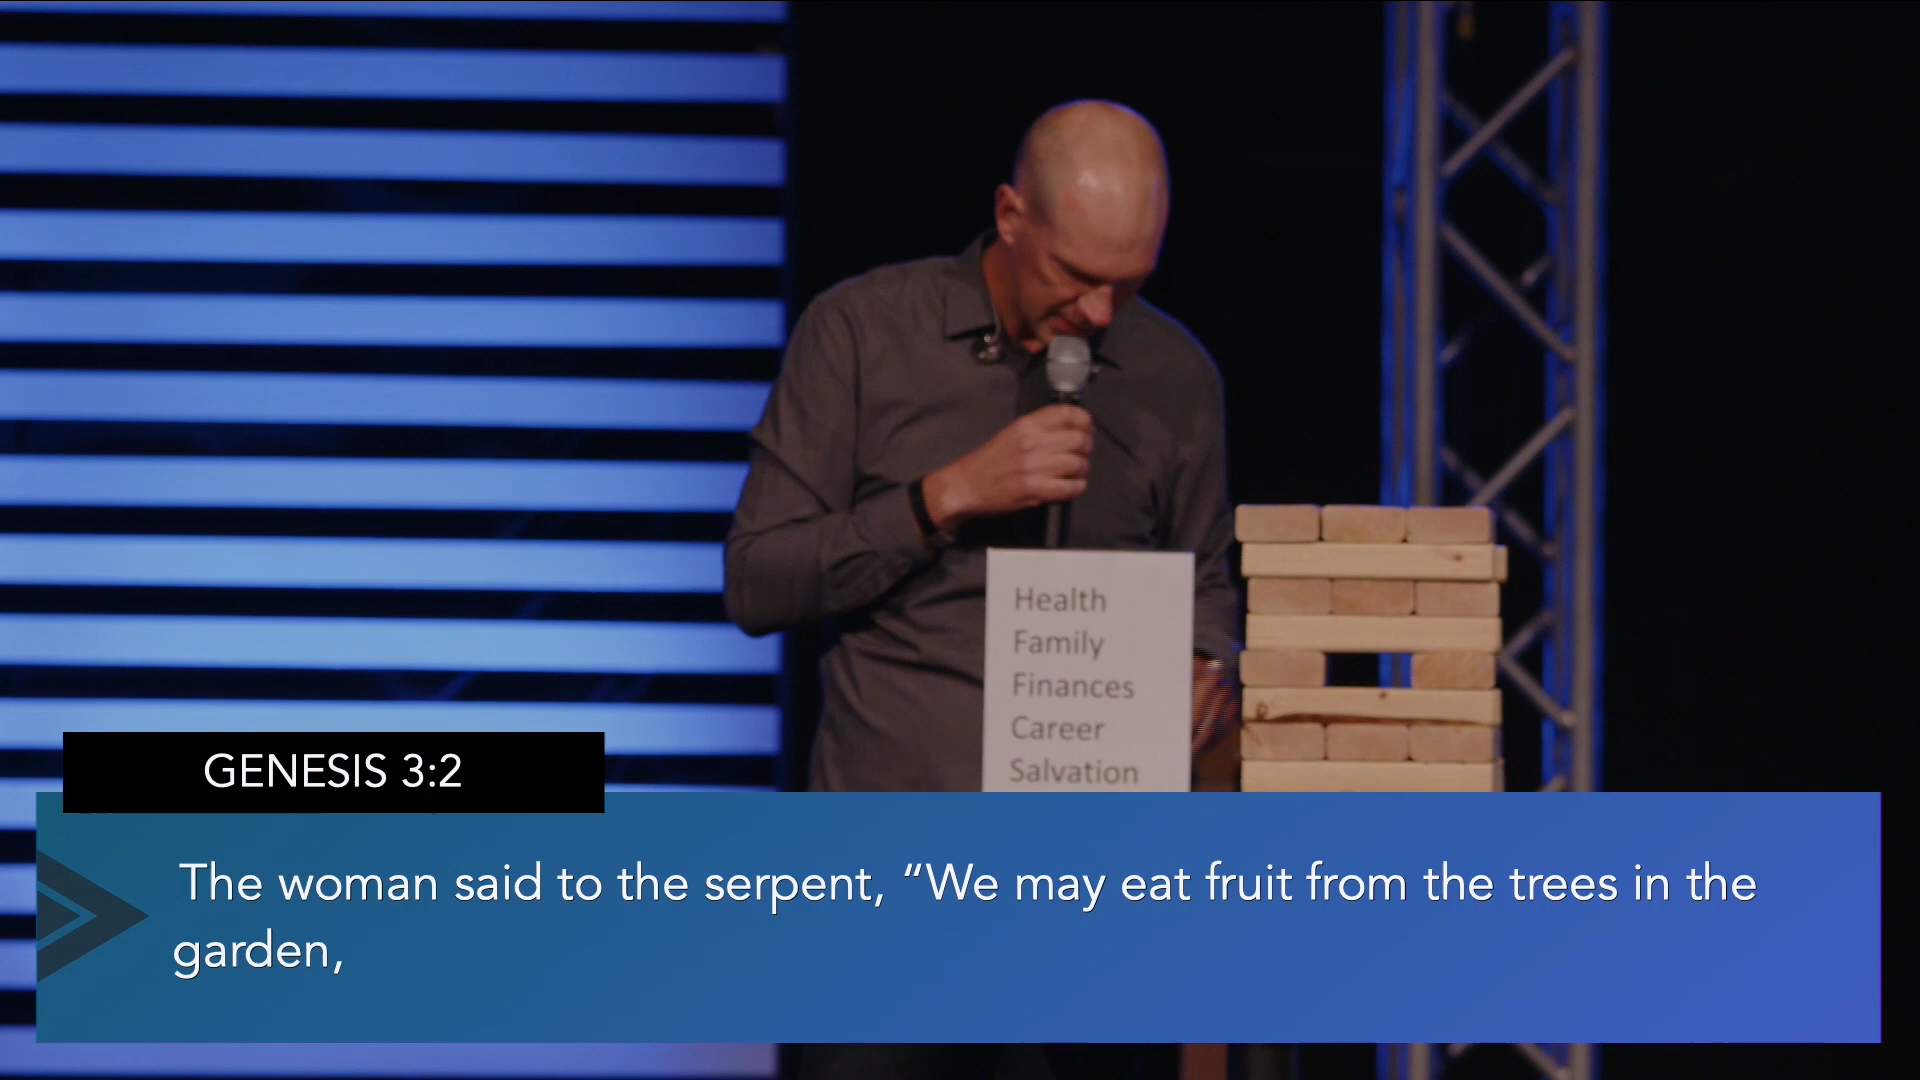 Health
Family
Finances
Career
Salvation
GENESIS 3:2
The woman said to the serpent, “We may eat fruit from the trees in the
garden,